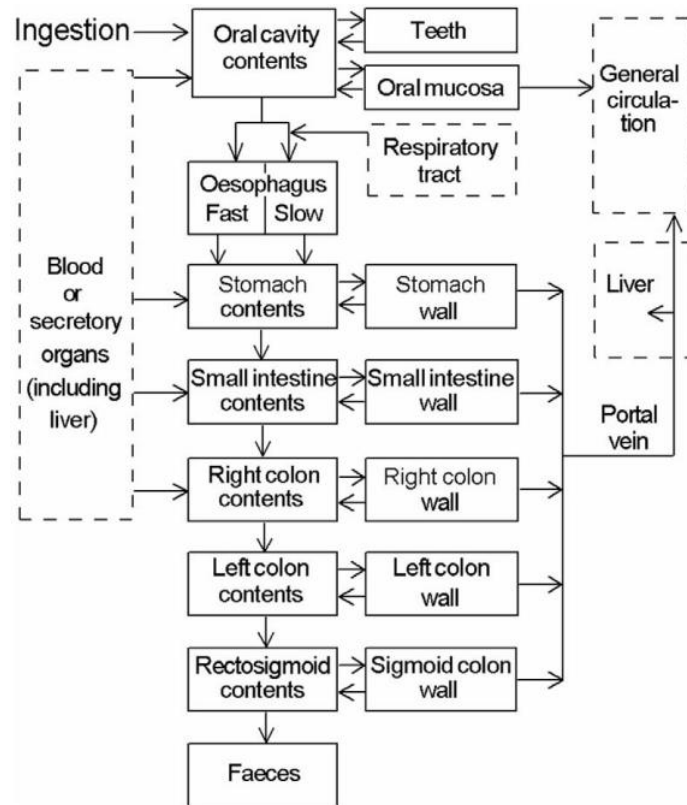 Ingestion
Oral cavity
contents
Teeth
Oral mucosa
General
circula-
tion
Respiratory
tract
Oesophagus
Fast
Slow
Blood
or
secretory
organs
(including
liver)
Stomach
contents
Stomach
wall
Liver
Small intestine
contents
Small intestine
wall
Portal
vein
Right colon
contents
Right colon
wall
Left colon
contents
Left colon
wall
Rectosigmoid
contents
Sigmoid colon
wall
Faeces